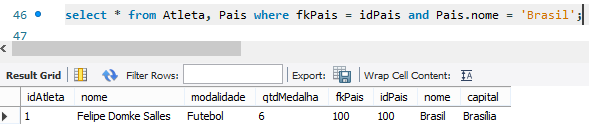 46 select * from Atleta, Pais where fkPais = idPais and Pais.nome = 'Brasil';
47
Result Grid Filter Rows: Export: Wrap Cell Content: IA
idAtleta nome modalidade qtdMedalha fkPais idPais nome capital
1 Felipe Domke Salles Futebol 6 100 100 Brasil Brasília